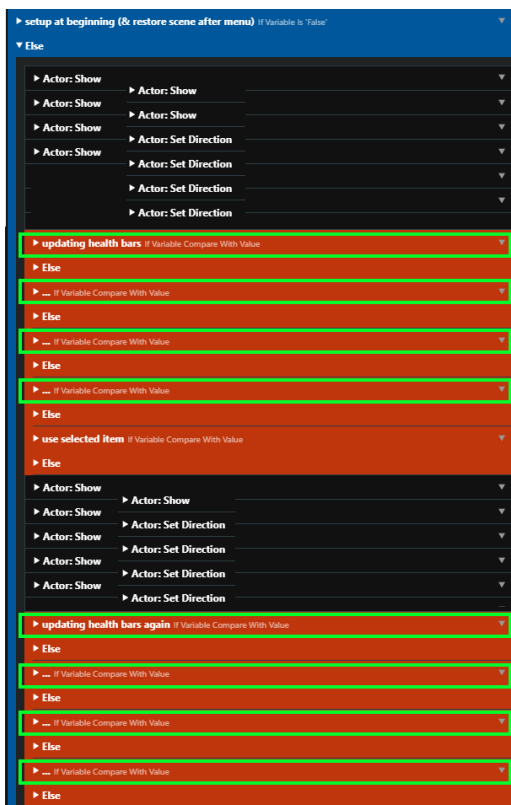 setup at beginning (& restore scene after menu) If Variable Is 'False'
Else
Actor: Show
Actor: Show
Actor: Show
Actor: Show
Actor: Show
Actor: Set Direction
Actor: Show
Actor: Set Direction
Actor: Set Direction
Actor: Set Direction
updating health bars If Variable Compare With Value
Else
... If Variable Compare With Value
Else
... If Variable Compare With Value
Else
... If Variable Compare With Value
Else
use selected item If Variable Compare With Value
Else
Actor: Show
Actor: Show
Actor: Show
Actor: Set Direction
Actor: Show
Actor: Set Direction
Actor: Show
Actor: Set Direction
Actor: Show
Actor: Set Direction
updating health bars again If Variable Compare With Value
Else
... If Variable Compare With Value
Else
... If Variable Compare With Value
Else
... If Variable Compare With Value
Else